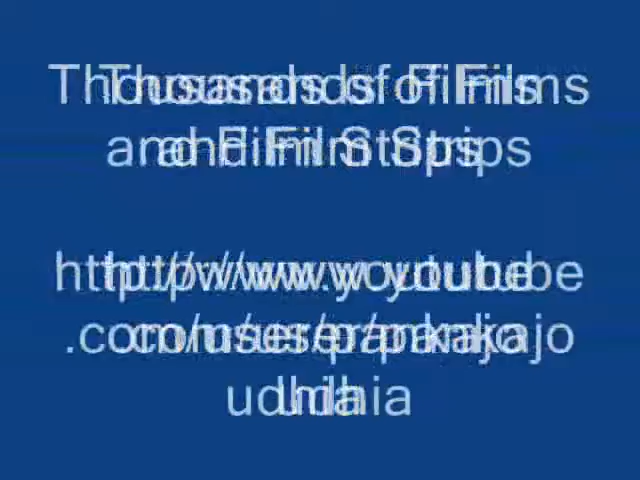 Thousands of Films
and Film Strips
http://www.youtube
.com/user/pankajo
udhia